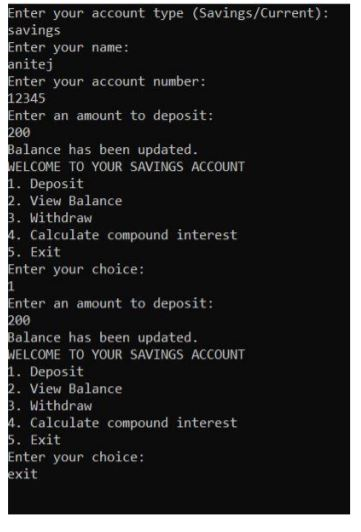 Enter your account type (Savings/Current):
savings
Enter your name:
anitej
Enter your account number:
12345
Enter an amount to deposit:
200
Balance has been updated.
WELCOME TO YOUR SAVINGS ACCOUNT
1. Deposit
2. View Balance
3. Withdraw
4. Calculate compound interest
5. Exit
Enter your choice:
1
Enter an amount to deposit:
200
Balance has been updated.
WELCOME TO YOUR SAVINGS ACCOUNT
1. Deposit
2. View Balance
3. Withdraw
4. Calculate compound interest
5. Exit
Enter your choice:
exit